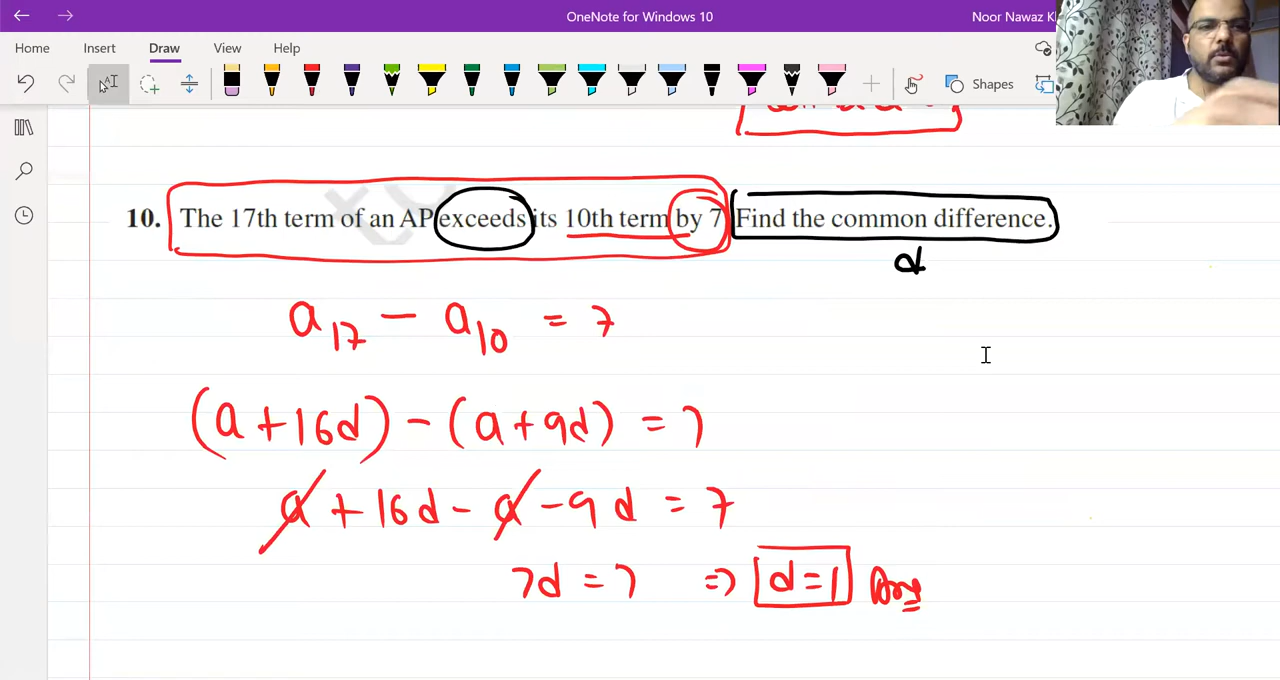 OneNote for Windows 10
Noor Nawaz K
Home Insert Draw View Help
Shapes
10. The 17th term of an AP exceeds its 10th term by 7. Find the common difference.
d
a₁₇ − a₁₀ = 7
(a + 16d) − (a + 9d) = 7
a + 16d − a − 9d = 7
7d = 7 ⇒ d = 1 Ans